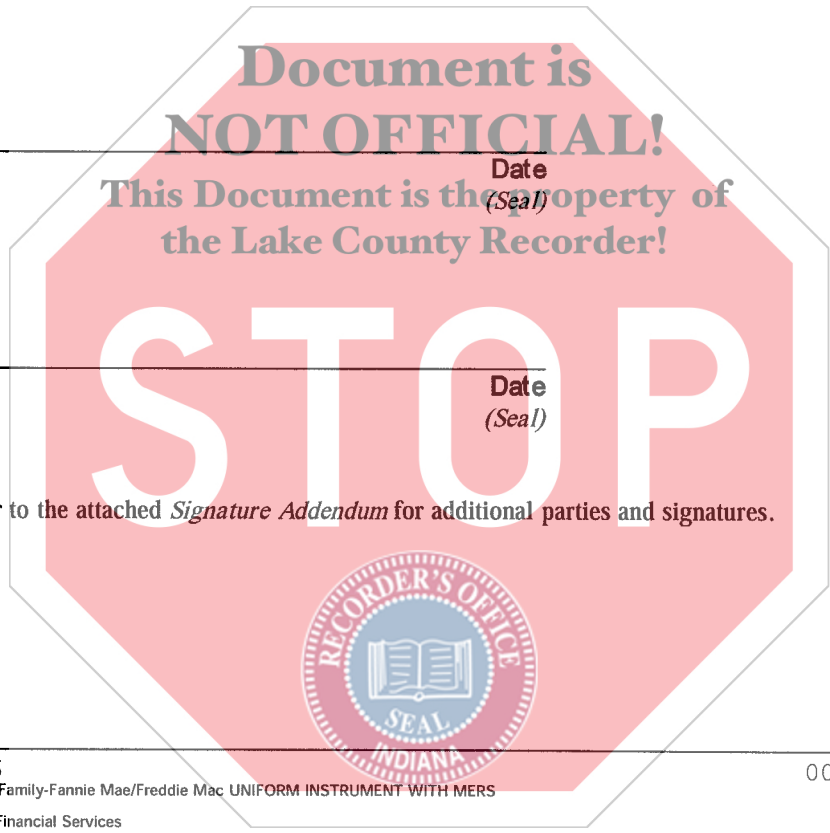 Document is
NOT OFFICIAL!
Date
This Document is the property of
(Seal)
the Lake County Recorder!
STOP
Date
(Seal)
to the attached Signature Addendum for additional parties and signatures.
RECORDER'S OFFICE
SEAL
INDIANA
00
Family-Fannie Mae/Freddie Mac UNIFORM INSTRUMENT WITH MERS
Financial Services